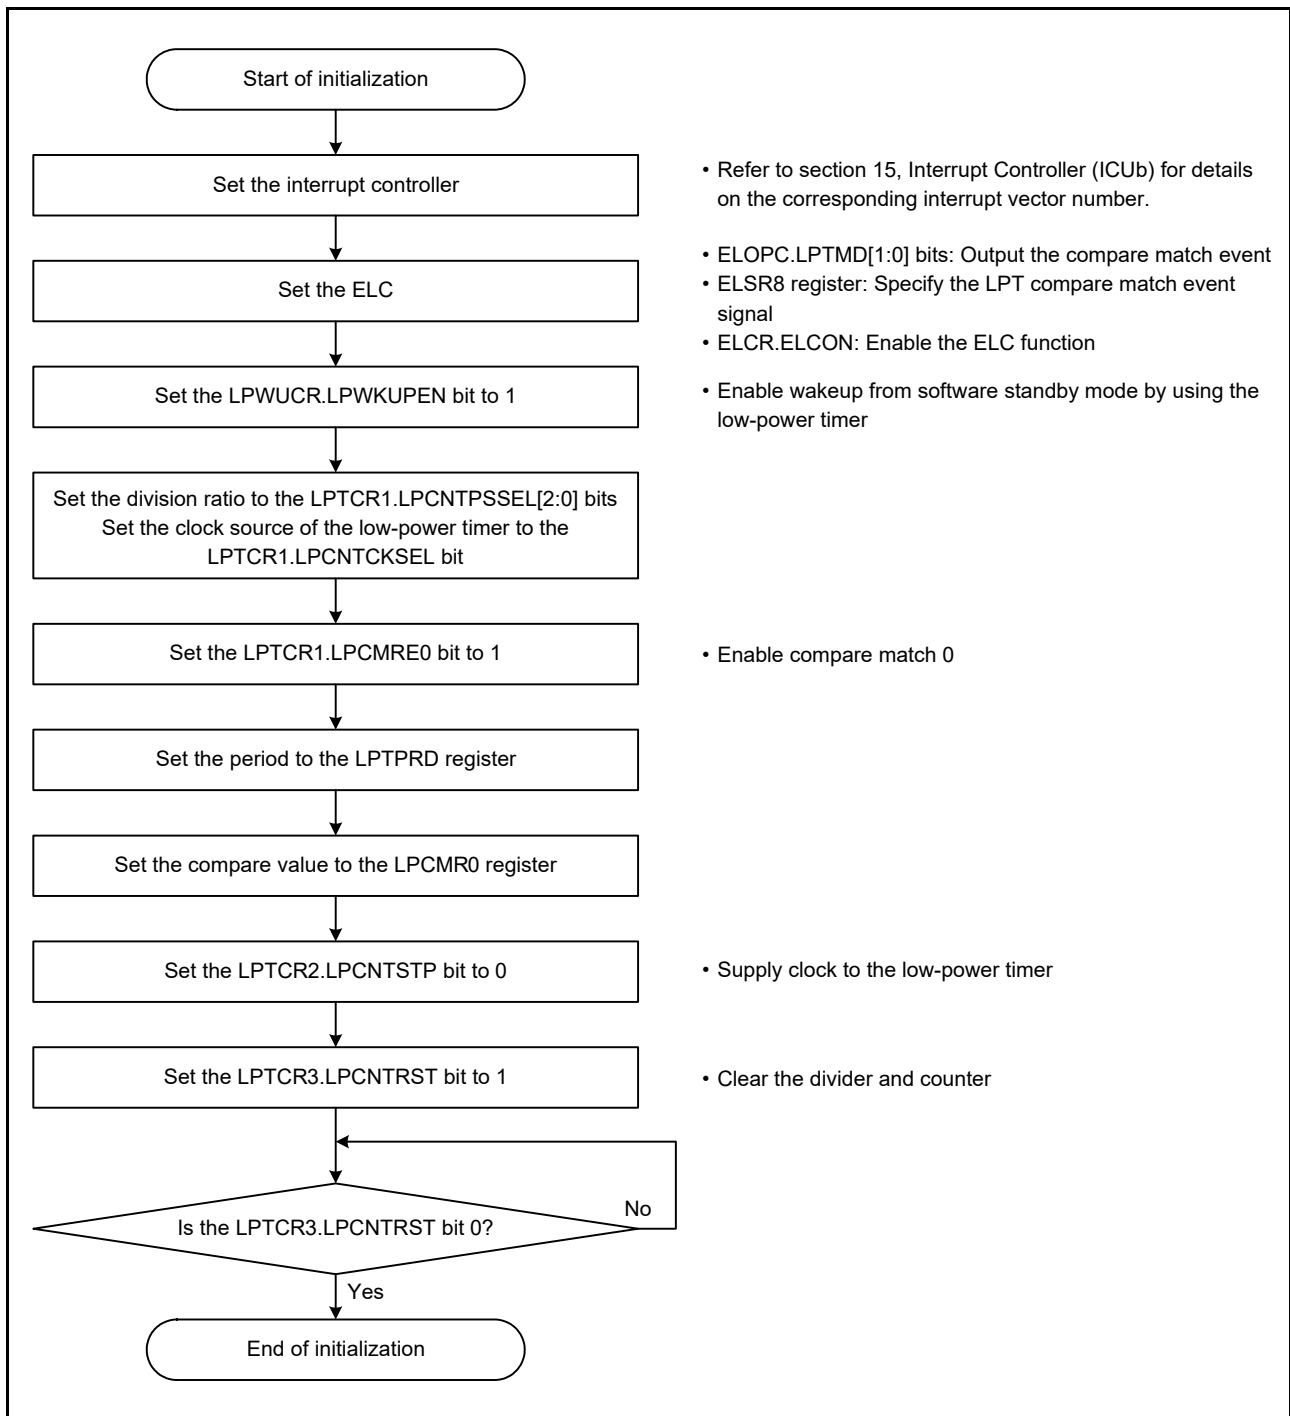 Start of initialization
Set the interrupt controller
• Refer to section 15, Interrupt Controller (ICUb) for details
on the corresponding interrupt vector number.
Set the ELC
• ELOPC.LPTMD[1:0] bits: Output the compare match event
• ELSR8 register: Specify the LPT compare match event
signal
• ELCR.ELCON: Enable the ELC function
Set the LPWUCR.LPWKUPEN bit to 1
• Enable wakeup from software standby mode by using the
low-power timer
Set the division ratio to the LPTCR1.LPCNTPSSEL[2:0] bits
Set the clock source of the low-power timer to the
LPTCR1.LPCNTCKSEL bit
Set the LPTCR1.LPCMRE0 bit to 1
• Enable compare match 0
Set the period to the LPTPRD register
Set the compare value to the LPCMR0 register
Set the LPTCR2.LPCNTSTP bit to 0
• Supply clock to the low-power timer
Set the LPTCR3.LPCNTRST bit to 1
• Clear the divider and counter
Is the LPTCR3.LPCNTRST bit 0?
No
Yes
End of initialization